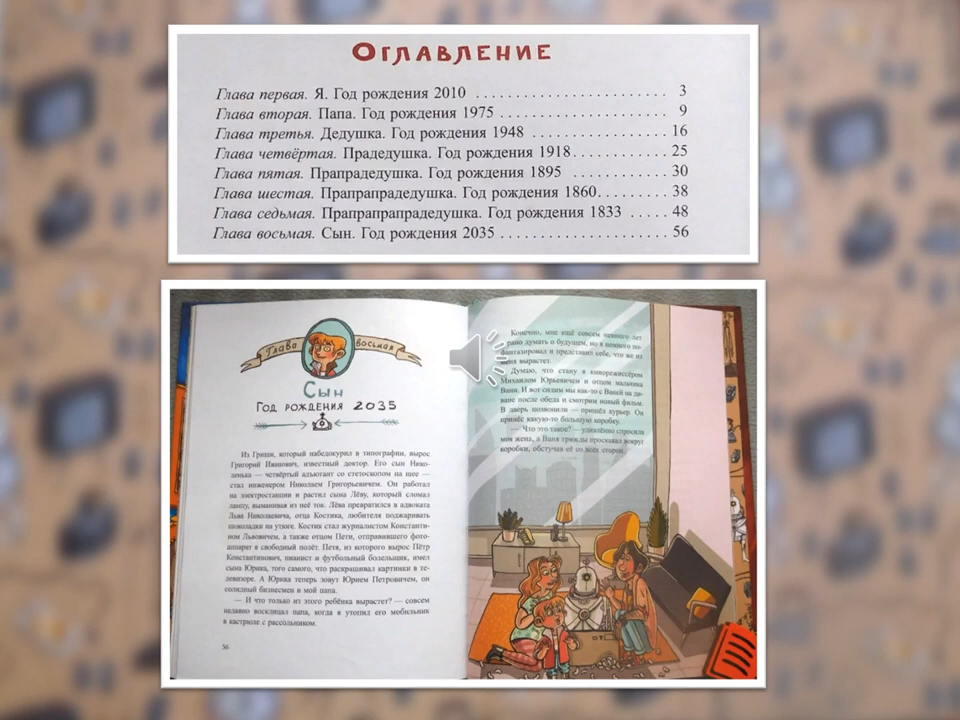 Оглавление
Глава первая. Я. Год рождения 2010 . . . . . . . . . . . . . . . . . . . . . . . . . 3
Глава вторая. Папа. Год рождения 1975 . . . . . . . . . . . . . . . . . . . . . . 9
Глава третья. Дедушка. Год рождения 1948 . . . . . . . . . . . . . . . . . . 16
Глава четвёртая. Прадедушка. Год рождения 1918 . . . . . . . . . . . . . 25
Глава пятая. Прапрадедушка. Год рождения 1895 . . . . . . . . . . . . . 30
Глава шестая. Прапрапрадедушка. Год рождения 1860. . . . . . . . . . 38
Глава седьмая. Прапрапрапрадедушка. Год рождения 1833 . . . . . 48
Глава восьмая. Сын. Год рождения 2035 . . . . . . . . . . . . . . . . . . . . . . 56
Глава восьмая
Сын
Год рождения 2035
Из Гриши, который набедокурил в типографии, вырос
Григорий Иванович, известный доктор. Его сын Нико-
ленька — четвёртый адъютант со стетоскопом на шее —
стал инженером Николаем Григорьевичем. Он работал
на электростанции и растил сына Лёву, который сломал
лампу, выманивая из неё ток. Лёва превратился в адвоката
Льва Николаевича, отца Костика, любителя поджаривать
шоколадки на утюге. Костик стал журналистом Константи-
ном Львовичем, а также отцом Пети, отправившего фото-
аппарат в свободный полёт. Петя, из которого вырос Пётр
Константинович, пианист и футбольный болельщик, имел
сына Юрика, того самого, что раскрашивал картинки в те-
левизоре. А Юрика теперь зовут Юрием Петровичем, он
солидный бизнесмен и мой папа.
— И что только из этого ребёнка вырастет? — совсем
недавно восклицал папа, когда я утопил его мобильник
в кастрюле с рассольником.
56
Конечно, мне ещё совсем немного лет
рано думать о будущем, но я немного по-
фантазировал и представил себе, что же из
меня вырастет.
Думаю, что стану я кинорежиссёром
Михаилом Юрьевичем и отцом мальчика
Вани. И вот сидим мы как-то с Ваней на ди-
ване после обеда и смотрим новый фильм.
В дверь позвонили — пришёл курьер. Он
принёс какую-то большую коробку.
— Что это такое? — удивлённо спросила
моя жена, а Ваня трижды проскакал вокруг
коробки, обстучав её со всех сторон.